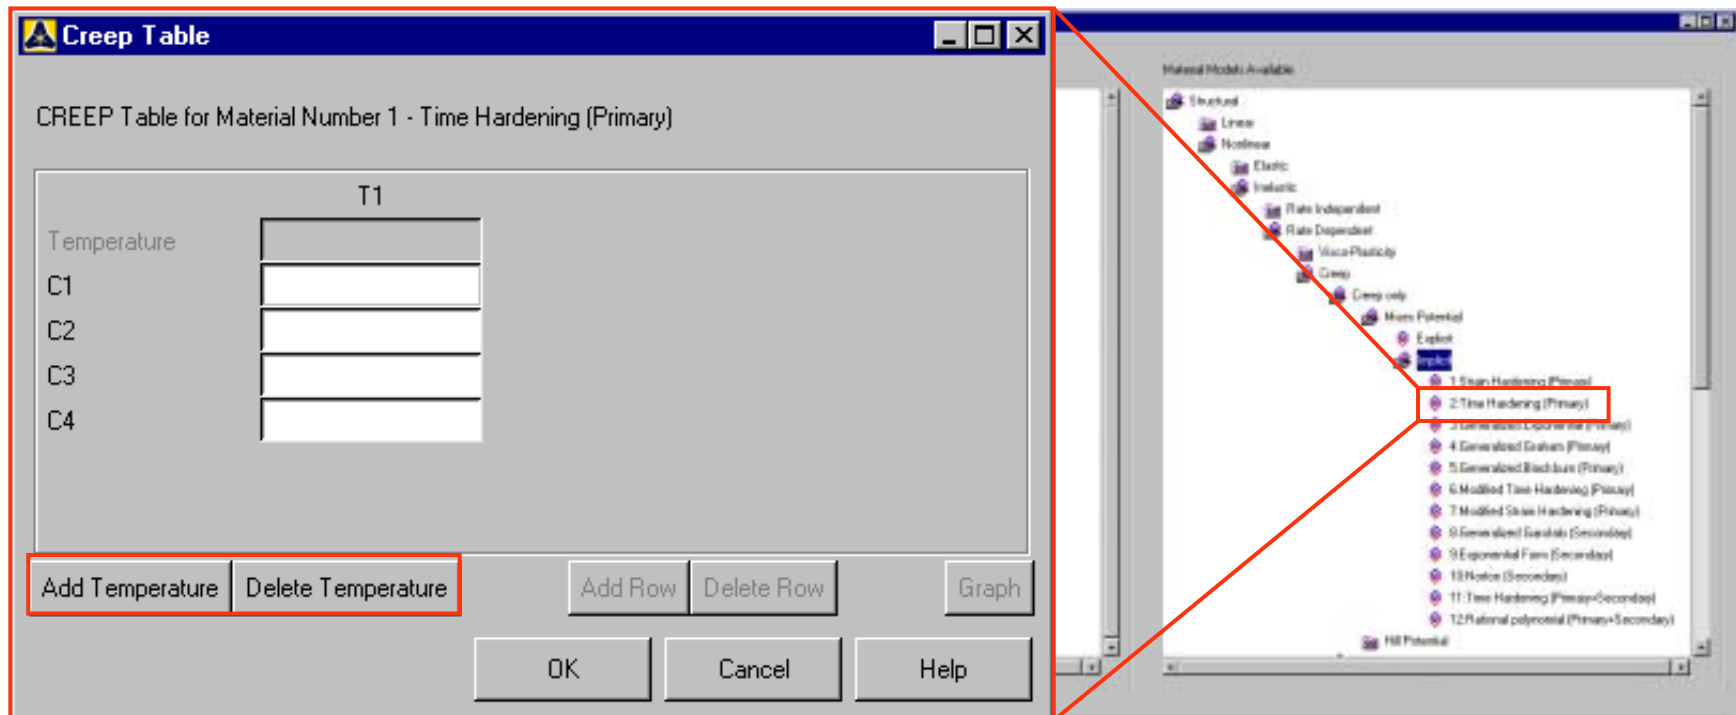 Creep Table
CREEP Table for Material Number 1 - Time Hardening (Primary)
T1
Temperature
C1
C2
C3
C4
Add Temperature
Delete Temperature
Add Row
Delete Row
Graph
OK
Cancel
Help
Material Models Available
Structural
Linear
Nonlinear
Elastic
Inelastic
Rate Independent
Rate Dependent
Visco-Plasticity
Creep
Creep only
Mises Potential
Explicit
Implicit
1:Strain Hardening (Primary)
2:Time Hardening (Primary)
3:Generalized Exponential (Primary)
4:Generalized Graham (Primary)
5:Generalized Blackburn (Primary)
6:Modified Time Hardening (Primary)
7:Modified Strain Hardening (Primary)
8:Generalized Garofalo (Secondary)
9:Exponential Form (Secondary)
10:Norton (Secondary)
11:Time Hardening (Primary+Secondary)
12:Rational polynomial (Primary+Secondary)
Hill Potential